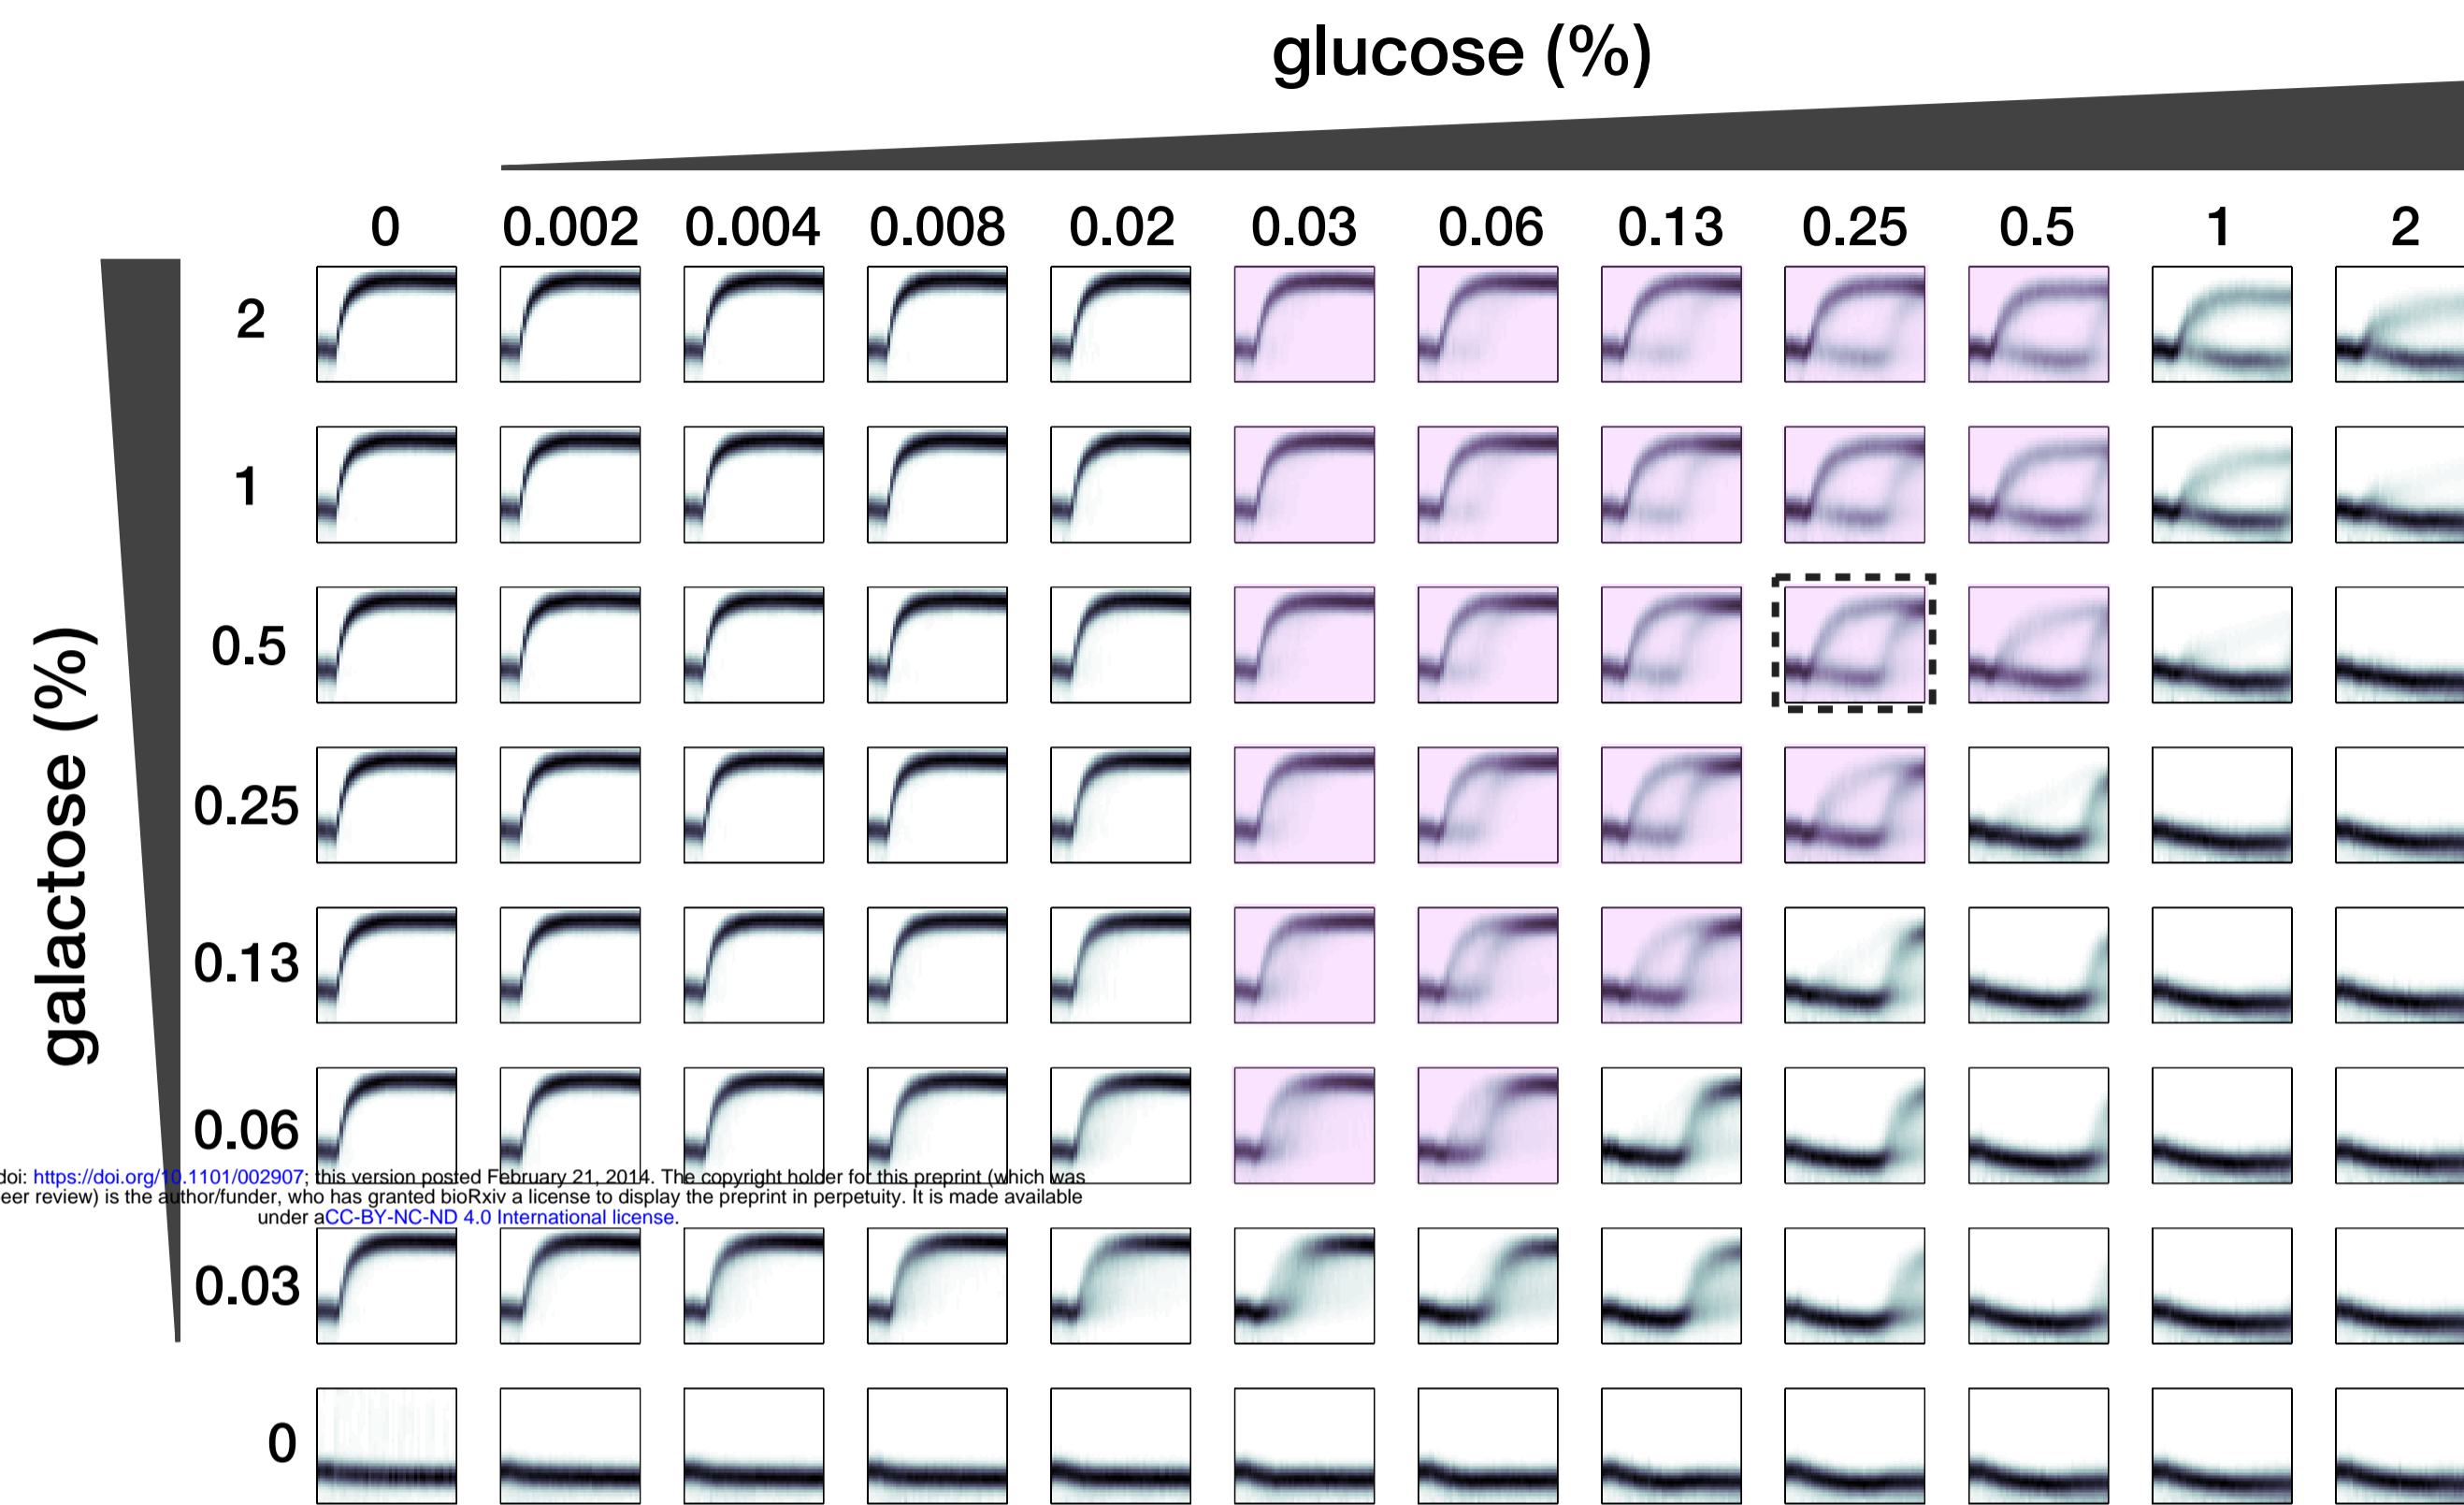 glucose (%)
0 0.002 0.004 0.008 0.02 0.03 0.06 0.13 0.25 0.5 1 2
galactose (%)
2
1
0.5
0.25
0.13
0.06
doi: https://doi.org/10.1101/002907; this version posted February 21, 2014. The copyright holder for this preprint (which was
eer review) is the author/funder, who has granted bioRxiv a license to display the preprint in perpetuity. It is made available
under aCC-BY-NC-ND 4.0 International license.
0.03
0